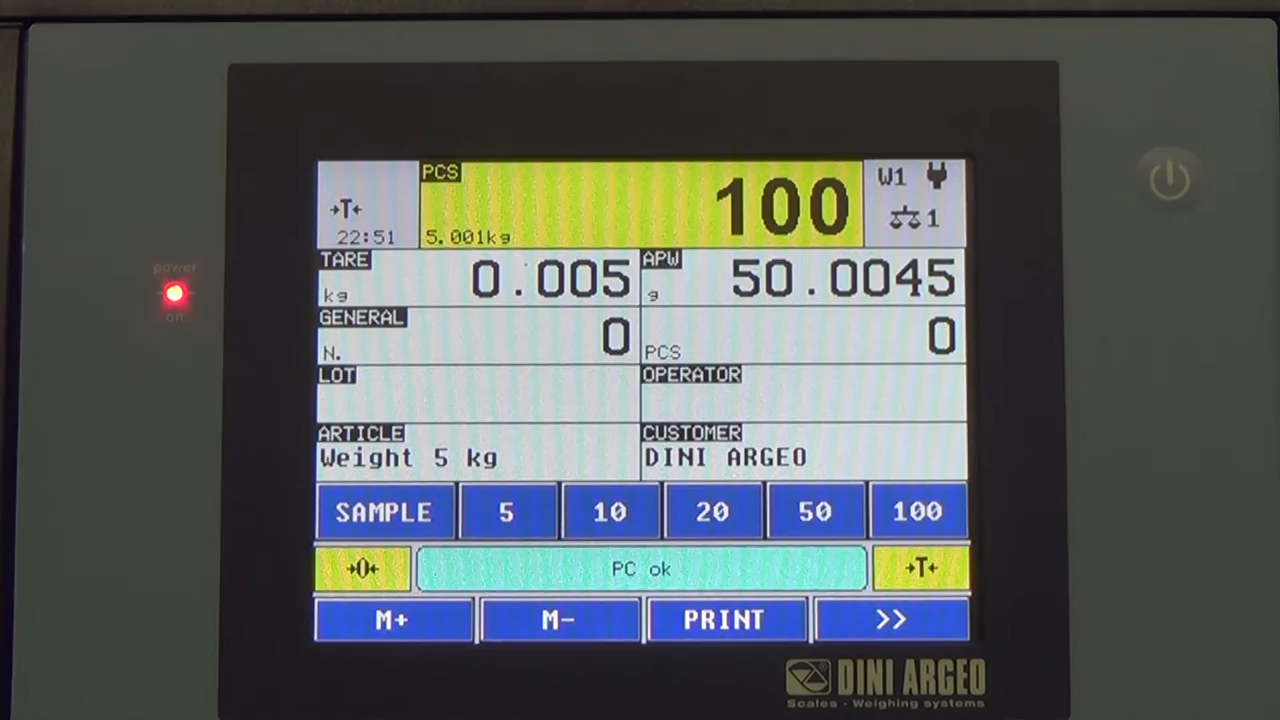 PCS
100
W1
→T←
1
22:51
5.001kg
TARE
kg
0.005
APW
g
50.0045
GENERAL
N.
0
PCS
0
LOT
OPERATOR
ARTICLE
Weight 5 kg
CUSTOMER
DINI ARGEO
SAMPLE 5 10 20 50 100
→0← PC ok →T←
M+ M- PRINT >>
power
on
DINI ARGEO
Scales - Weighing systems